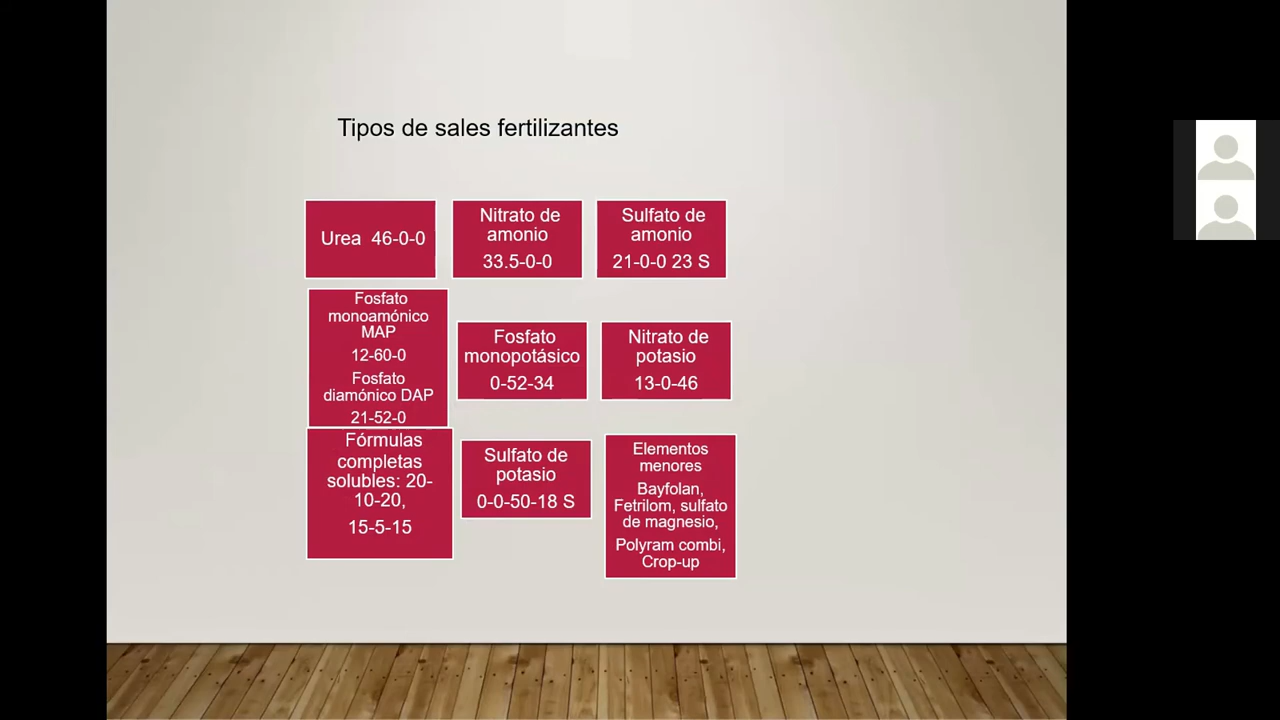 Tipos de sales fertilizantes
Urea 46-0-0
Nitrato de
amonio
33.5-0-0
Sulfato de
amonio
21-0-0 23 S
Fosfato
monoamónico
MAP
12-60-0
Fosfato
diamónico DAP
21-52-0
Fosfato
monopotásico
0-52-34
Nitrato de
potasio
13-0-46
Fórmulas
completas
solubles: 20-
10-20,
15-5-15
Sulfato de
potasio
0-0-50-18 S
Elementos
menores
Bayfolan,
Fetrilom, sulfato
de magnesio,
Polyram combi,
Crop-up